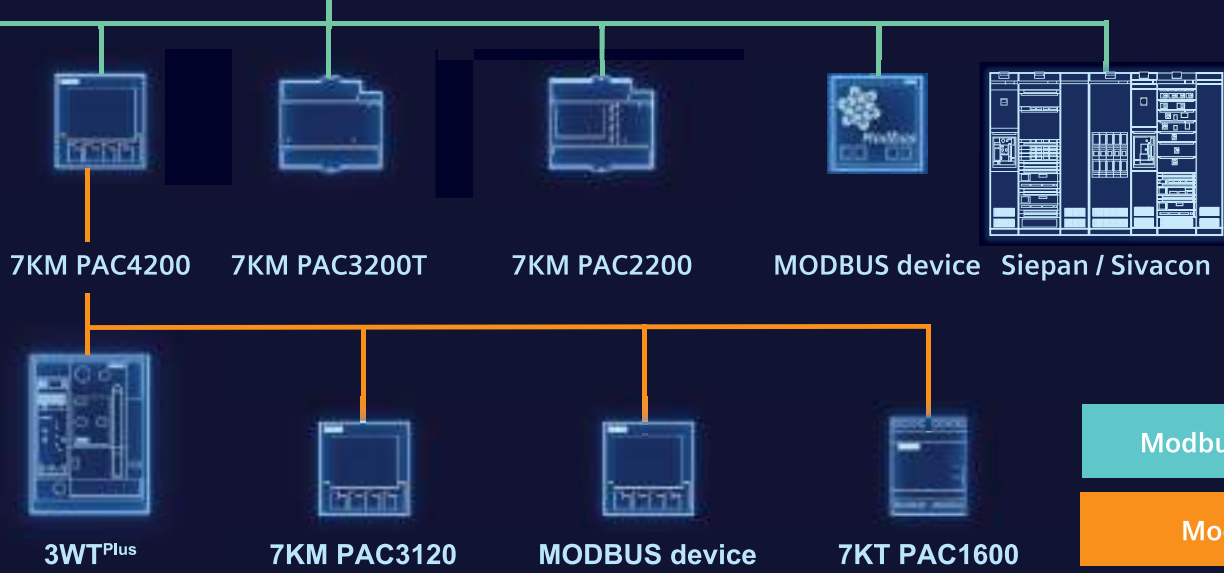 Modbus
7KM PAC4200
7KM PAC3200T
7KM PAC2200
MODBUS device
Siepan / Sivacon
3WTPlus
7KM PAC3120
MODBUS device
7KT PAC1600
Modbu
Mo